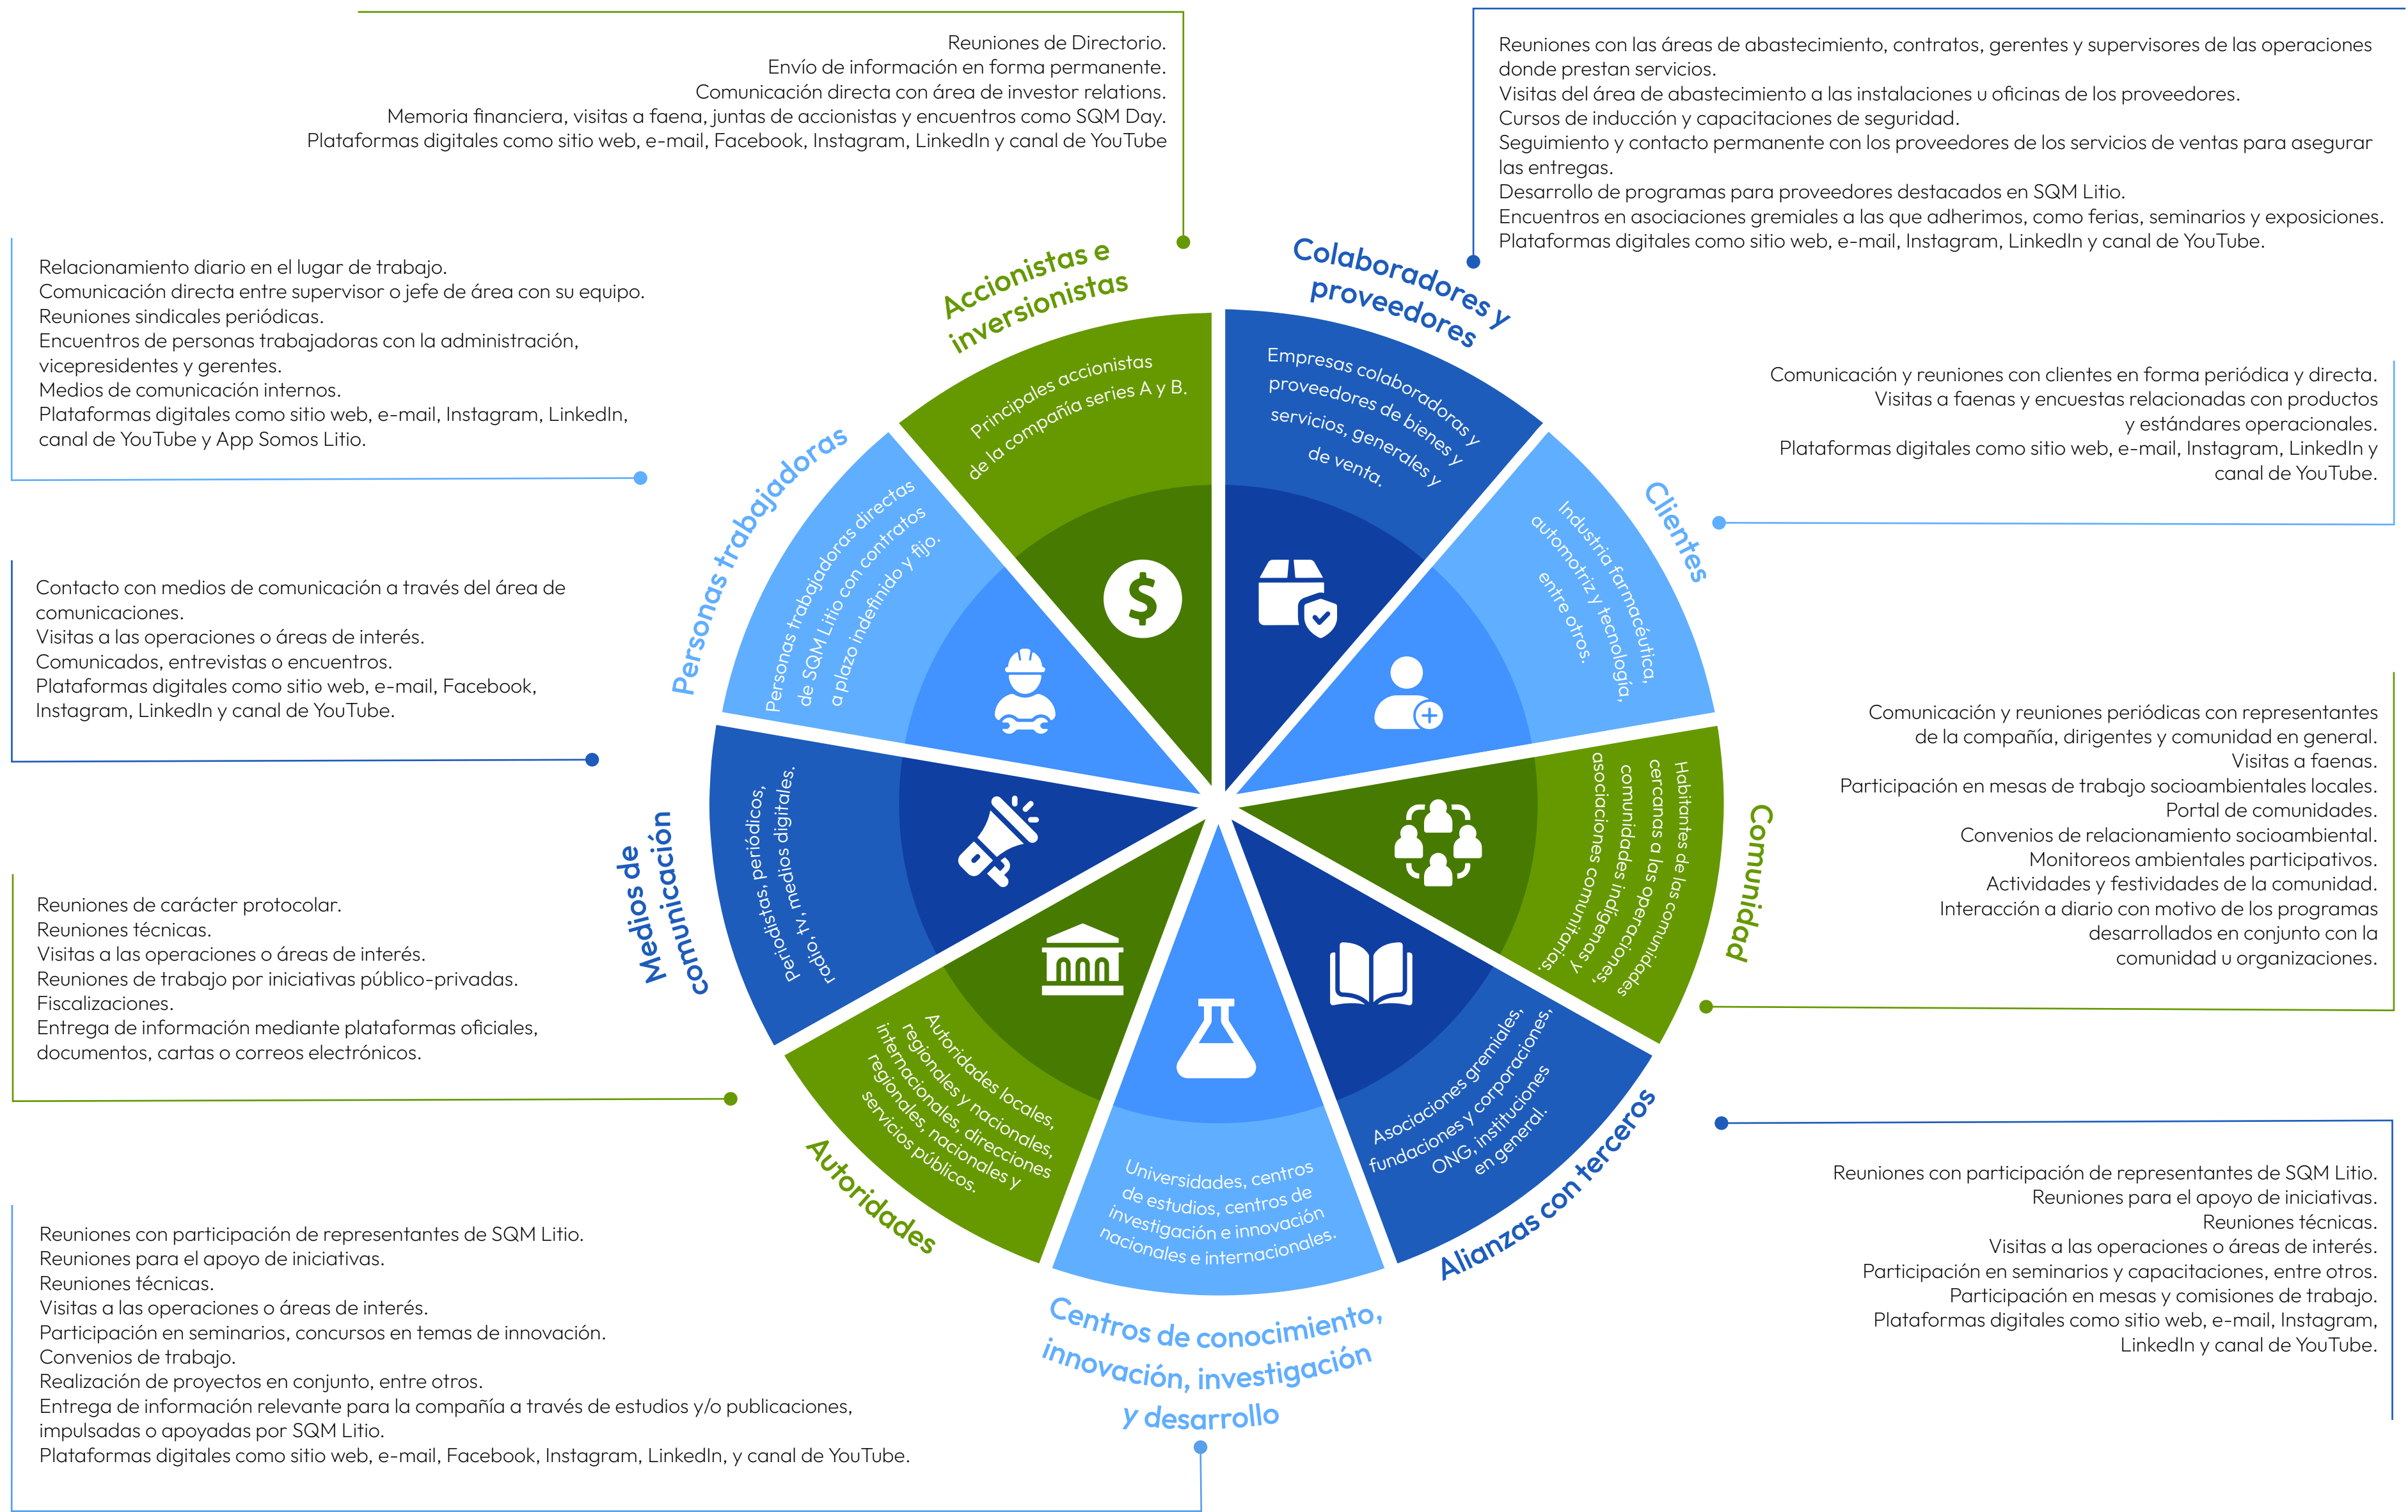 Reuniones de Directorio.
Envío de información en forma permanente.
Comunicación directa con área de investor relations.
Memoria financiera, visitas a faena, juntas de accionistas y encuentros como SQM Day.
Plataformas digitales como sitio web, e-mail, Facebook, Instagram, LinkedIn y canal de YouTube
Accionistas e
inversionistas
Principales accionistas
de la compañía series A y B.
Reuniones con las áreas de abastecimiento, contratos, gerentes y supervisores de las operaciones
donde prestan servicios.
Visitas del área de abastecimiento a las instalaciones u oficinas de los proveedores.
Cursos de inducción y capacitaciones de seguridad.
Seguimiento y contacto permanente con los proveedores de los servicios de ventas para asegurar
las entregas.
Desarrollo de programas para proveedores destacados en SQM Litio.
Encuentros en asociaciones gremiales a las que adherimos, como ferias, seminarios y exposiciones.
Plataformas digitales como sitio web, e-mail, Instagram, LinkedIn y canal de YouTube.
Colaboradores y
proveedores
Empresas colaboradoras y
proveedores de bienes y
servicios, generales y
de venta.
Comunicación y reuniones con clientes en forma periódica y directa.
Visitas a faenas y encuestas relacionadas con productos
y estándares operacionales.
Plataformas digitales como sitio web, e-mail, Instagram, LinkedIn y
canal de YouTube.
Clientes
Industria farmacéutica,
automotriz y tecnología,
entre otros.
Comunicación y reuniones periódicas con representantes
de la compañía, dirigentes y comunidad en general.
Visitas a faenas.
Participación en mesas de trabajo socioambientales locales.
Portal de comunidades.
Convenios de relacionamiento socioambiental.
Monitoreos ambientales participativos.
Actividades y festividades de la comunidad.
Interacción a diario con motivo de los programas
desarrollados en conjunto con la
comunidad u organizaciones.
Comunidad
Habitantes de las comunidades
cercanas a las operaciones,
comunidades indígenas y
asociaciones comunitarias.
Reuniones con participación de representantes de SQM Litio.
Reuniones para el apoyo de iniciativas.
Reuniones técnicas.
Visitas a las operaciones o áreas de interés.
Participación en seminarios y capacitaciones, entre otros.
Participación en mesas y comisiones de trabajo.
Plataformas digitales como sitio web, e-mail, Instagram,
LinkedIn y canal de YouTube.
Alianzas con terceros
Asociaciones gremiales,
fundaciones y corporaciones,
ONG, instituciones
en general.
Centros de conocimiento,
innovación, investigación
y desarrollo
Universidades, centros
de estudios, centros de
investigación e innovación
nacionales e internacionales.
Reuniones con participación de representantes de SQM Litio.
Reuniones para el apoyo de iniciativas.
Reuniones técnicas.
Visitas a las operaciones o áreas de interés.
Participación en seminarios, concursos en temas de innovación.
Convenios de trabajo.
Realización de proyectos en conjunto, entre otros.
Entrega de información relevante para la compañía a través de estudios y/o publicaciones,
impulsadas o apoyadas por SQM Litio.
Plataformas digitales como sitio web, e-mail, Facebook, Instagram, LinkedIn, y canal de YouTube.
Autoridades
Autoridades locales,
regionales y nacionales,
internacionales, direcciones
regionales, nacionales y
servicios públicos.
Reuniones de carácter protocolar.
Reuniones técnicas.
Visitas a las operaciones o áreas de interés.
Reuniones de trabajo por iniciativas público-privadas.
Fiscalizaciones.
Entrega de información mediante plataformas oficiales,
documentos, cartas o correos electrónicos.
Medios de
comunicación
Periodistas, periódicos,
radio, tv, medios digitales.
Contacto con medios de comunicación a través del área de
comunicaciones.
Visitas a las operaciones o áreas de interés.
Comunicados, entrevistas o encuentros.
Plataformas digitales como sitio web, e-mail, Facebook,
Instagram, LinkedIn y canal de YouTube.
Personas trabajadoras
Personas trabajadoras directas
de SQM Litio con contratos
a plazo indefinido y fijo.
Relacionamiento diario en el lugar de trabajo.
Comunicación directa entre supervisor o jefe de área con su equipo.
Reuniones sindicales periódicas.
Encuentros de personas trabajadoras con la administración,
vicepresidentes y gerentes.
Medios de comunicación internos.
Plataformas digitales como sitio web, e-mail, Instagram, LinkedIn,
canal de YouTube y App Somos Litio.